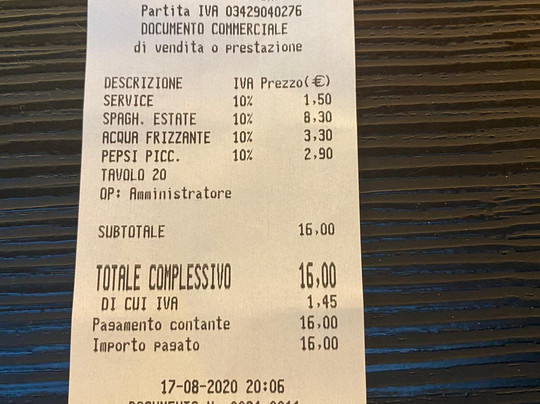 Partita IVA 03429040276
DOCUMENTO COMMERCIALE
di vendita o prestazione
DESCRIZIONE IVA Prezzo(€)
SERVICE 10% 1,50
SPAGH. ESTATE 10% 8,30
ACQUA FRIZZANTE 10% 3,30
PEPSI PICC. 10% 2,90
TAVOLO 20
OP: Amministratore
SUBTOTALE 16,00
TOTALE COMPLESSIVO 16,00
DI CUI IVA 1,45
Pagamento contante 16,00
Importo pagato 16,00
17-08-2020 20:06